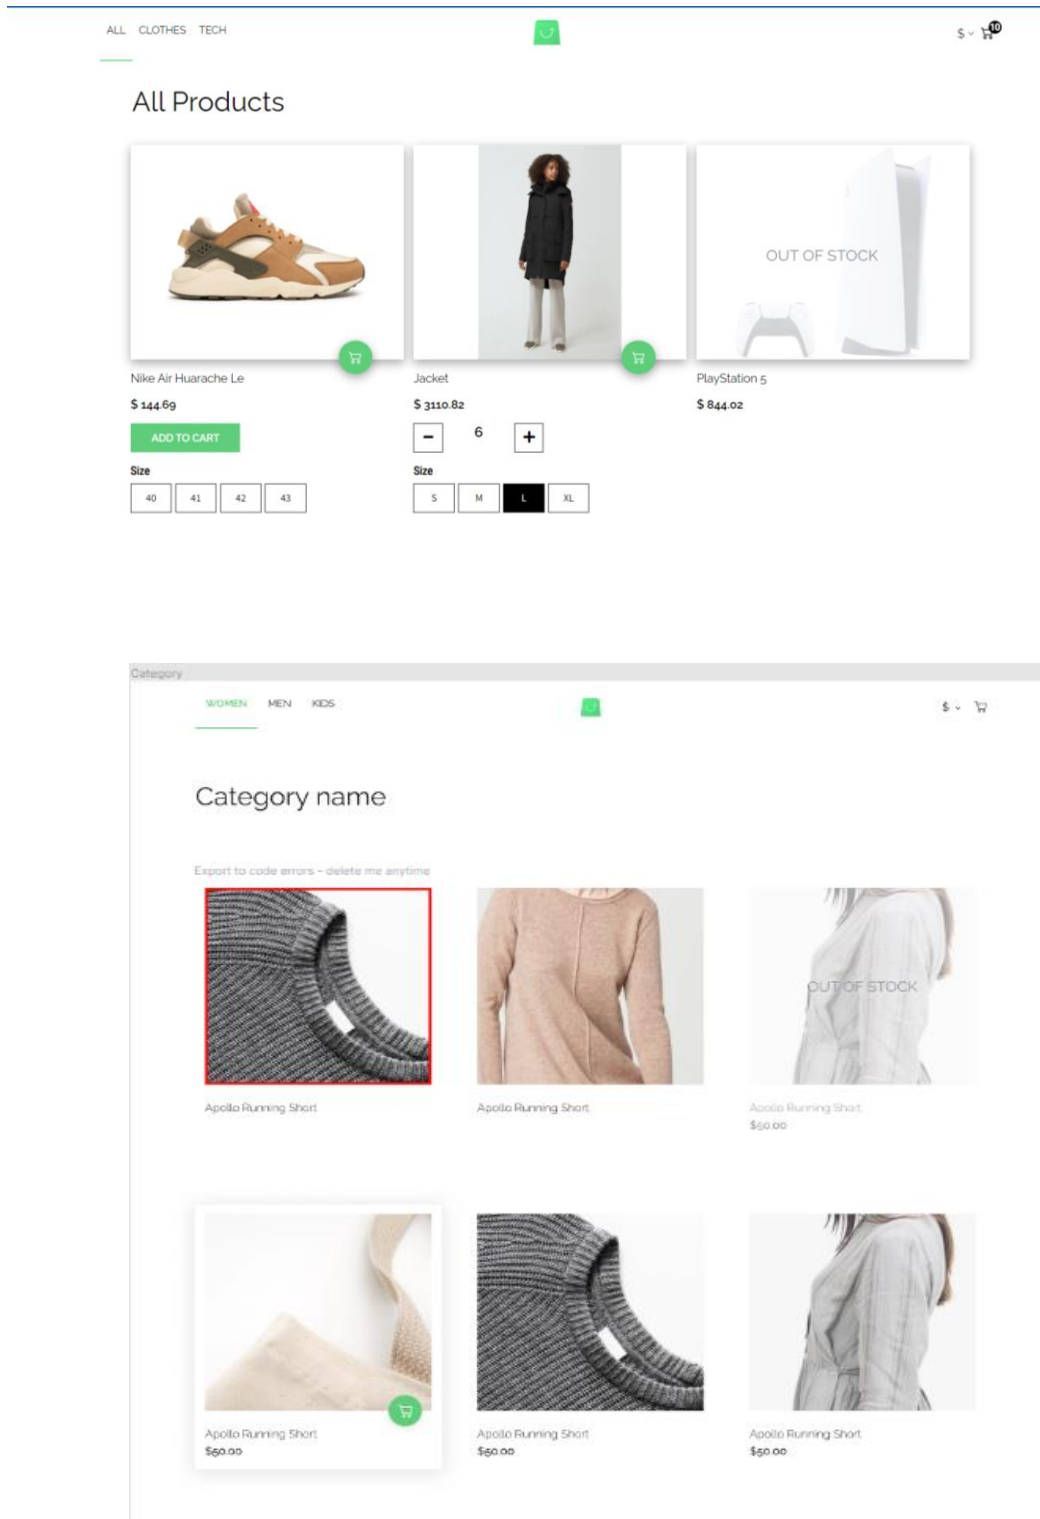 ALL CLOTHES TECH
$ 10
All Products
OUT OF STOCK
Nike Air Huarache Le Jacket PlayStation 5
$ 144.69 $ 3110.82 $ 844.02
ADD TO CART - 6 +
Size Size
40 41 42 43 S M L XL
Category
WOMEN MEN KIDS $
Category name
Export to code errors - delete me anytime
OUT OF STOCK
Apollo Running Short Apollo Running Short Apollo Running Short
$50.00
Apollo Running Short Apollo Running Short Apollo Running Short
$50.00 $50.00 $50.00